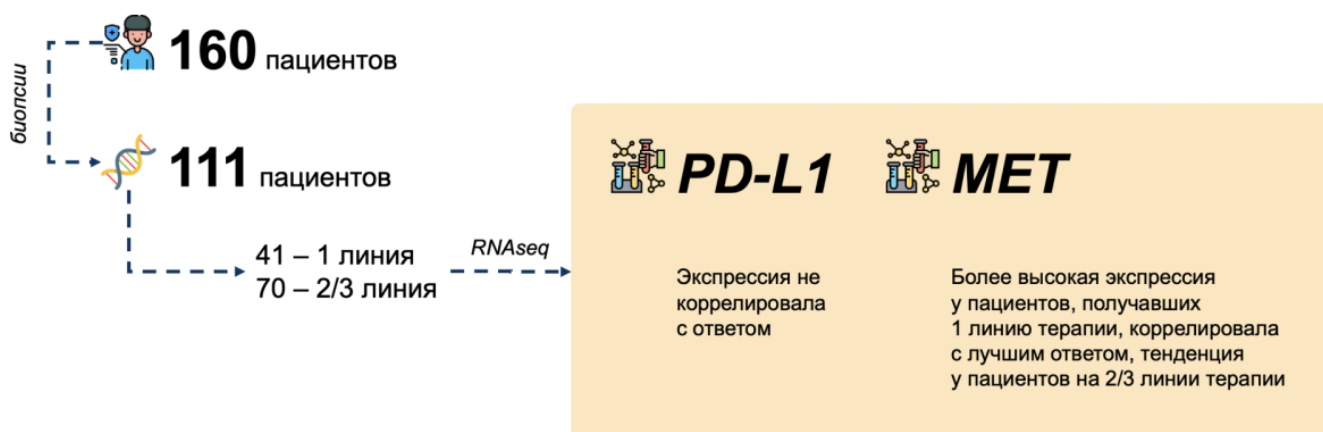 160 пациентов
биопсии
111 пациентов
41 – 1 линия
70 – 2/3 линия
RNAseq
PD-L1
Экспрессия не
коррелировала
с ответом
MET
Более высокая экспрессия
у пациентов, получавших
1 линию терапии, коррелировала
с лучшим ответом, тенденция
у пациентов на 2/3 линии терапии